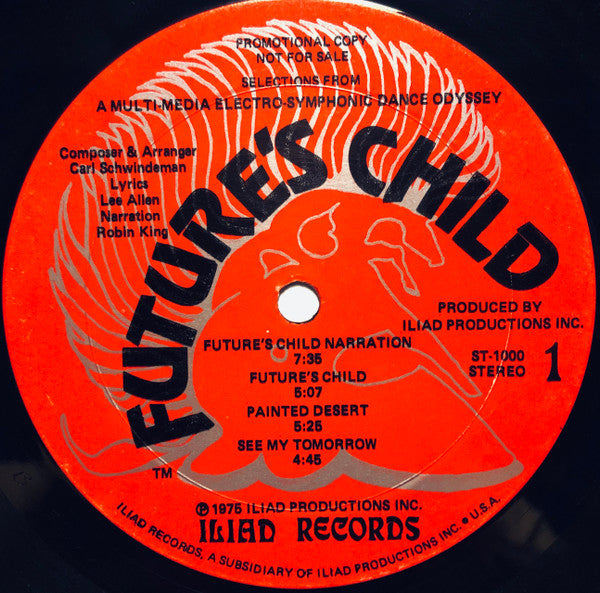 PROMOTIONAL COPY
NOT FOR SALE
SELECTIONS FROM
A MULTI-MEDIA ELECTRO-SYMPHONIC DANCE ODYSSEY
FUTURE'S CHILD
TM
Composer & Arranger
Carl Schwindeman
Lyrics
Lee Allen
Narration
Robin King
PRODUCED BY
ILIAD PRODUCTIONS INC.
ST-1000
STEREO
1
FUTURE'S CHILD NARRATION
7:35
FUTURE'S CHILD
5:07
PAINTED DESERT
5:25
SEE MY TOMORROW
4:45
℗ 1975 ILIAD PRODUCTIONS INC.
ILIAD RECORDS
ILIAD RECORDS, A SUBSIDIARY OF ILIAD PRODUCTIONS INC. ● U.S.A.